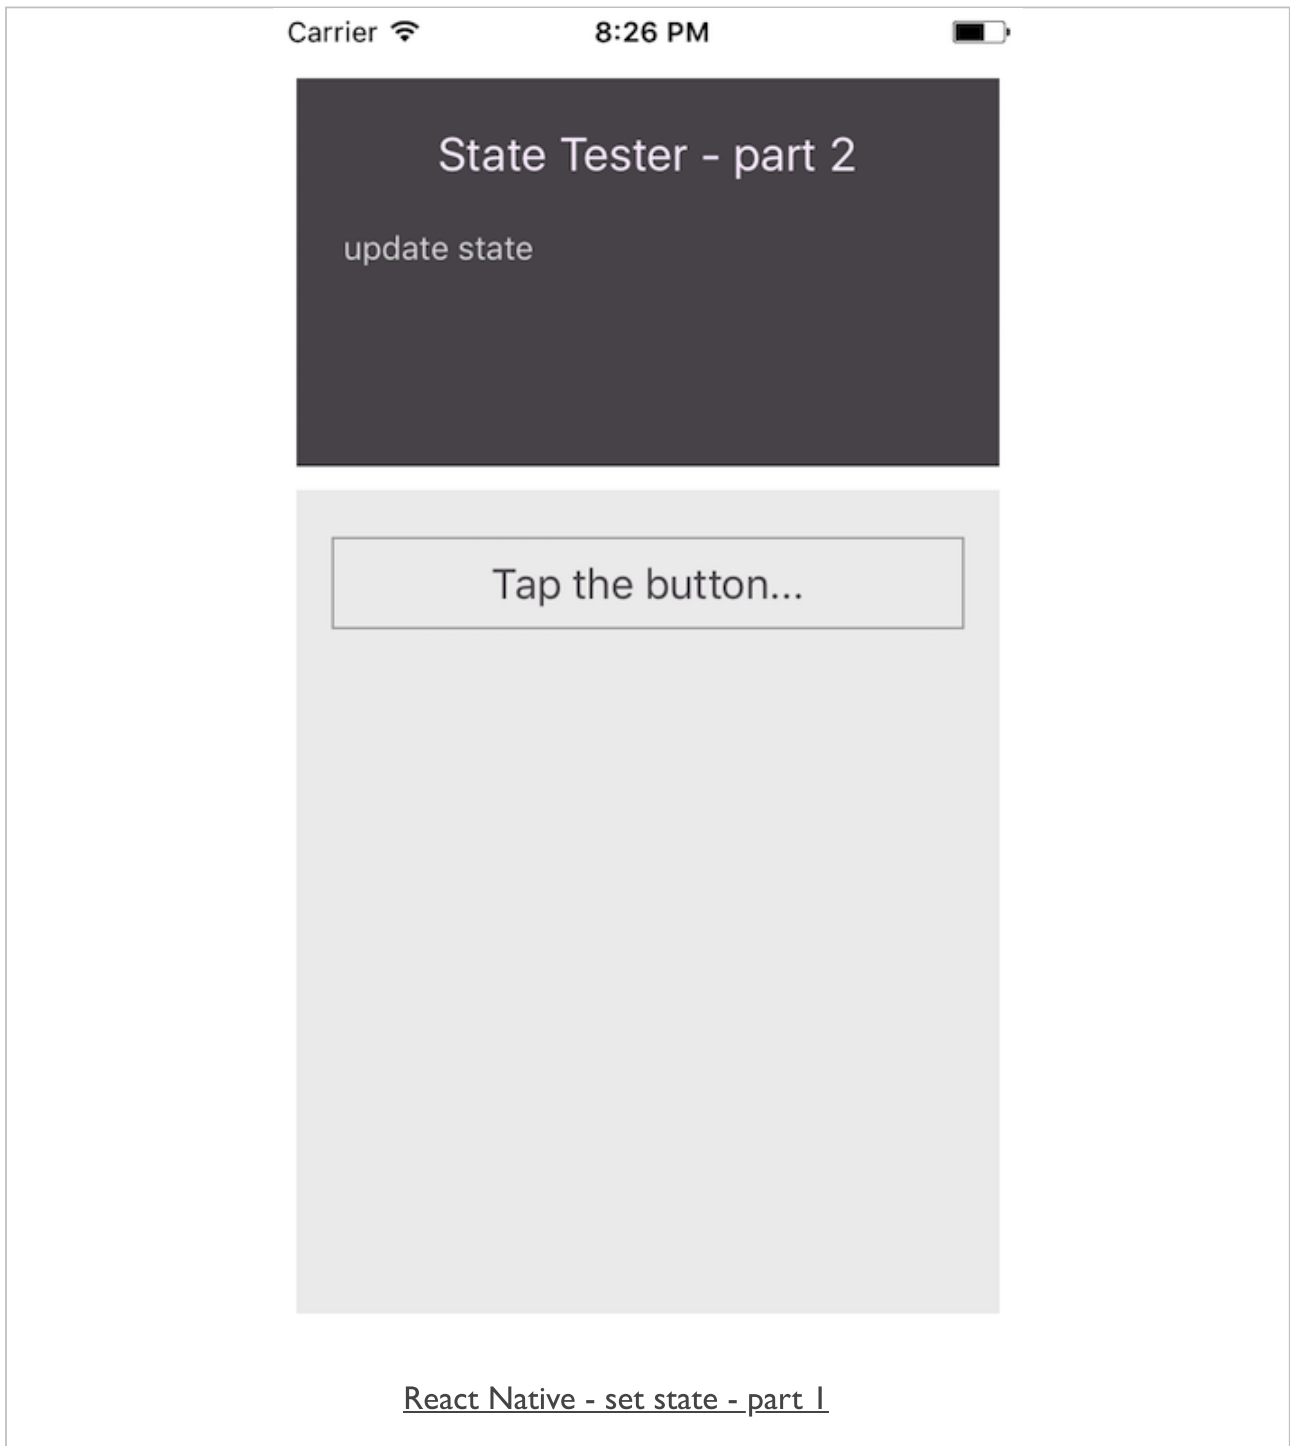 Carrier
8:26 PM
State Tester - part 2
update state
Tap the button...
React Native - set state - part 1